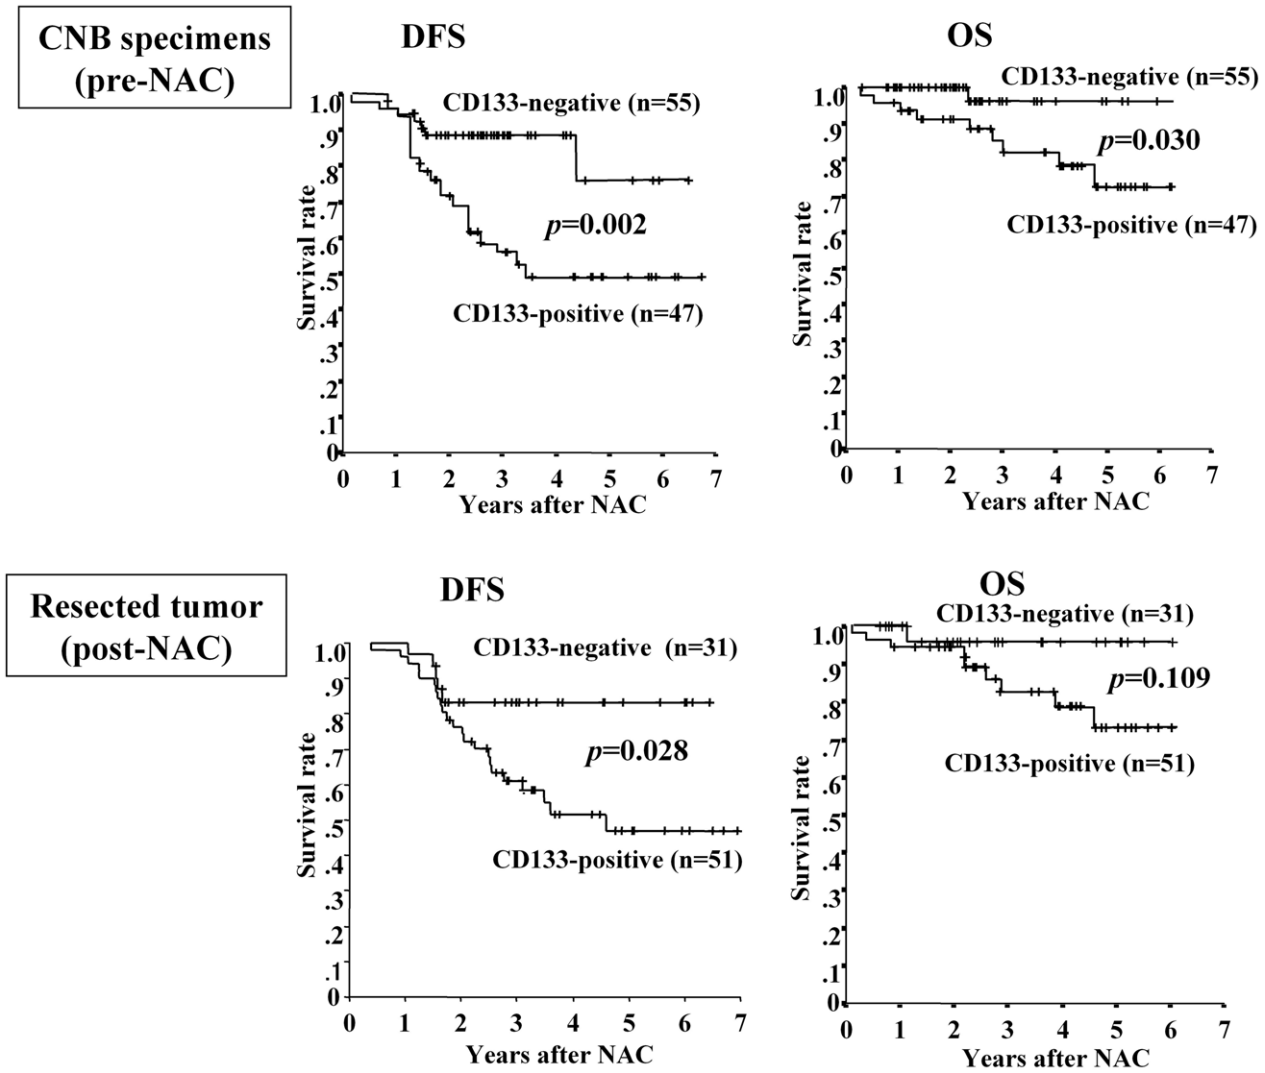 CNB specimens
(pre-NAC)
DFS
CD133-negative (n=55)
p=0.002
CD133-positive (n=47)
Survival rate
1.0
.9
.8
.7
.6
.5
.4
.3
.2
.1
0
0 1 2 3 4 5 6 7
Years after NAC
OS
CD133-negative (n=55)
p=0.030
CD133-positive (n=47)
Survival rate
1.0
.9
.8
.7
.6
.5
.4
.3
.2
.1
0
0 1 2 3 4 5 6 7
Years after NAC
Resected tumor
(post-NAC)
DFS
CD133-negative (n=31)
p=0.028
CD133-positive (n=51)
Survival rate
1.0
.9
.8
.7
.6
.5
.4
.3
.2
.1
0
0 1 2 3 4 5 6 7
Years after NAC
OS
CD133-negative (n=31)
p=0.109
CD133-positive (n=51)
Survival rate
1.0
.9
.8
.7
.6
.5
.4
.3
.2
.1
0
0 1 2 3 4 5 6 7
Years after NAC